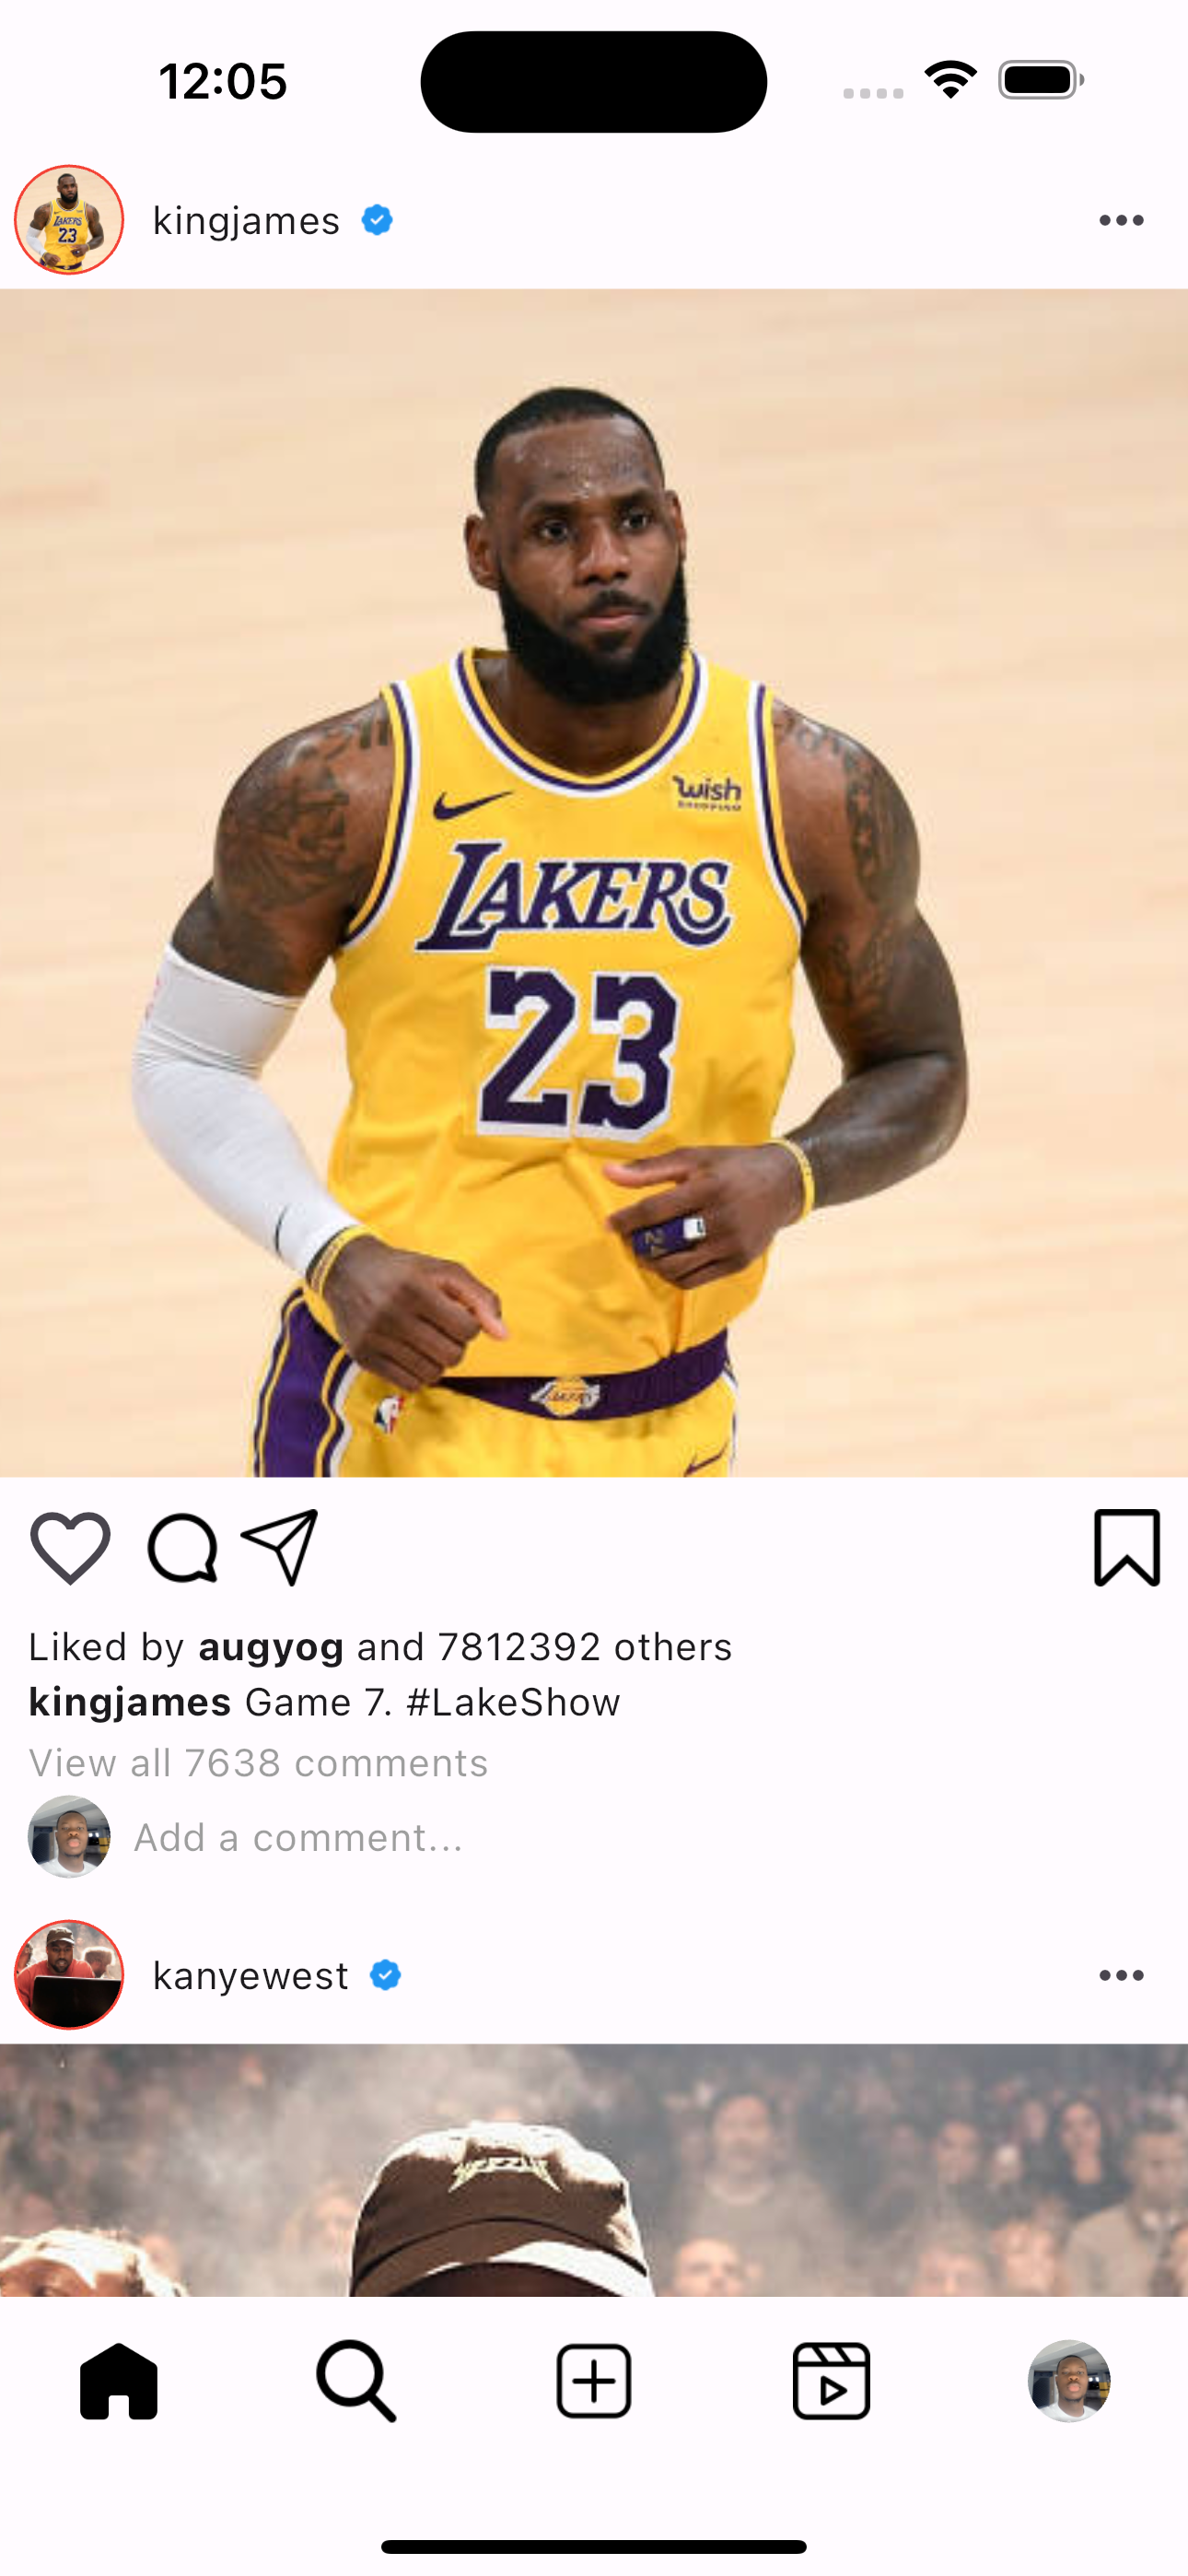 12:05
kingjames
wish
LAKERS
23
Liked by augyog and 7812392 others
kingjames Game 7. #LakeShow
View all 7638 comments
Add a comment...
kanyewest